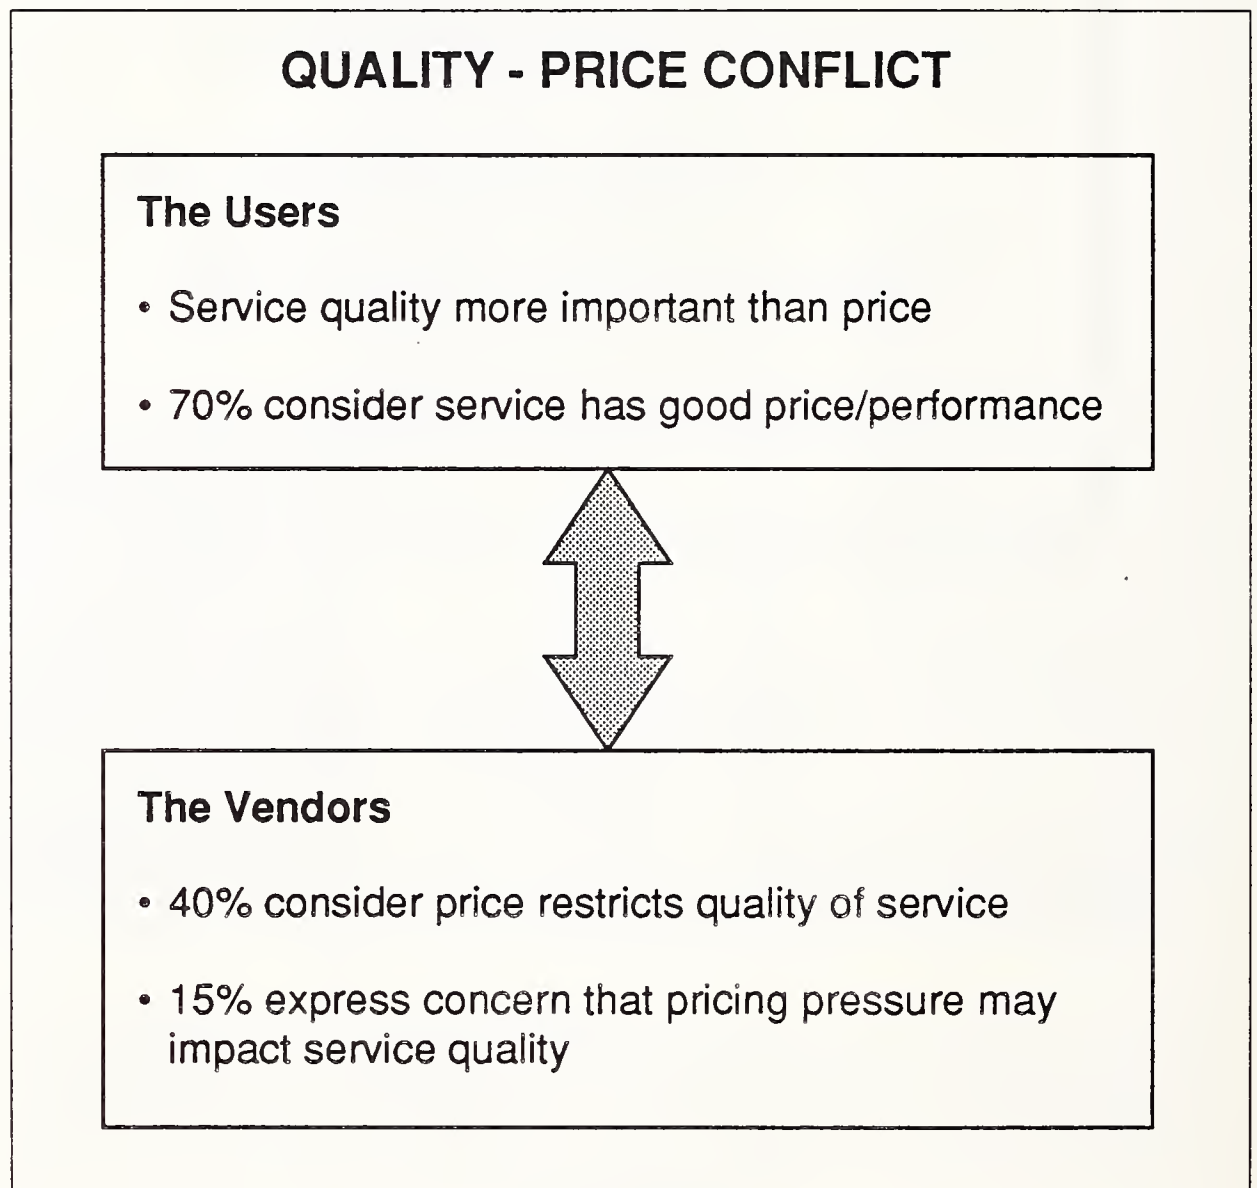 QUALITY - PRICE CONFLICT
The Users
• Service quality more important than price
• 70% consider service has good price/performance
The Vendors
• 40% consider price restricts quality of service
• 15% express concern that pricing pressure may
impact service quality